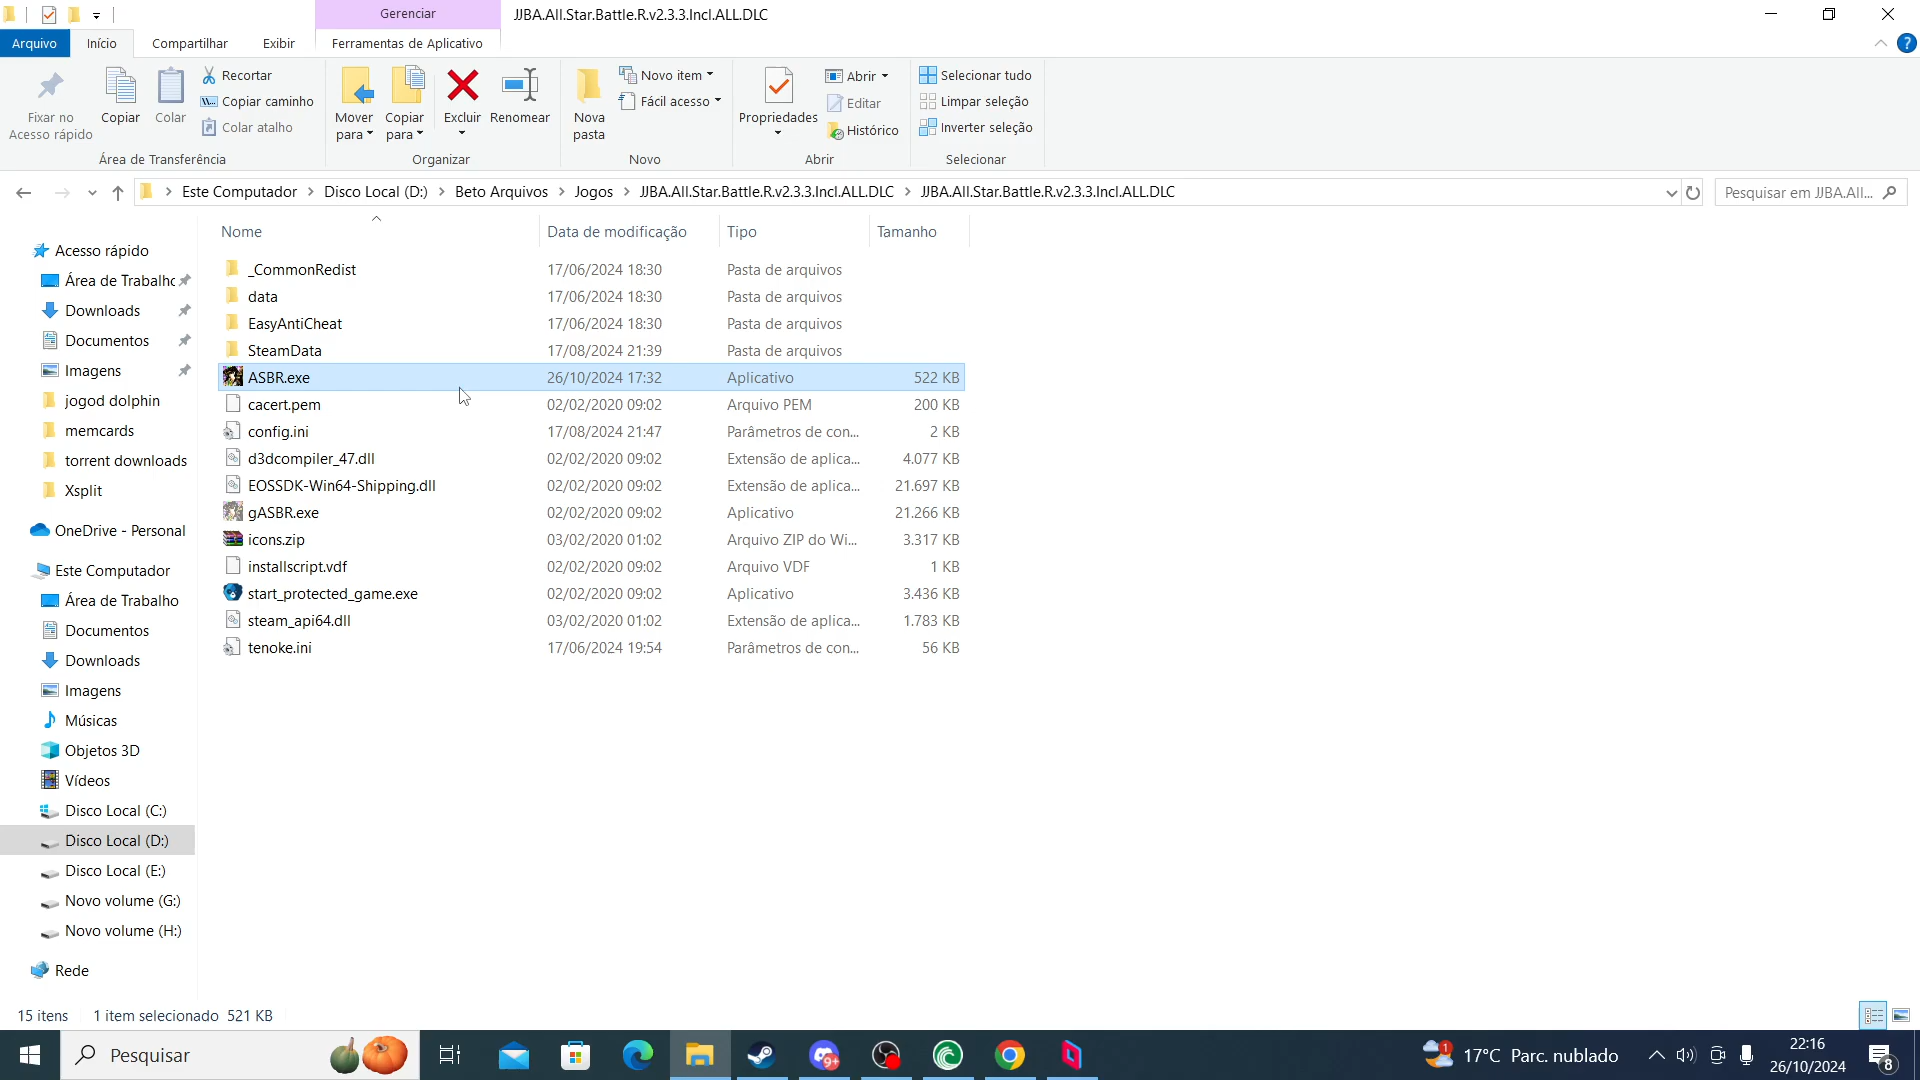 Gerenciar
JJBA.All.Star.Battle.R.v2.3.3.Incl.ALL.DLC
Arquivo
Início
Compartilhar
Exibir
Ferramentas de Aplicativo
?
Fixar no
Acesso rápido
Copiar
Colar
Recortar
Copiar caminho
Colar atalho
Área de Transferência
Mover
para
Copiar
para
Excluir
Renomear
Organizar
Nova
pasta
Novo item
Fácil acesso
Novo
Propriedades
Abrir
Editar
Histórico
Abrir
Selecionar tudo
Limpar seleção
Inverter seleção
Selecionar
Este Computador > Disco Local (D:) > Beto Arquivos > Jogos > JJBA.All.Star.Battle.R.v2.3.3.Incl.ALL.DLC > JJBA.All.Star.Battle.R.v2.3.3.Incl.ALL.DLC
Pesquisar em JJBA.All...
Acesso rápido
Área de Trabalho
Downloads
Documentos
Imagens
jogod dolphin
memcards
torrent downloads
Xsplit
OneDrive - Personal
Este Computador
Área de Trabalho
Documentos
Downloads
Imagens
Músicas
Objetos 3D
Vídeos
Disco Local (C:)
Disco Local (D:)
Disco Local (E:)
Novo volume (G:)
Novo volume (H:)
Rede
Nome Data de modificação Tipo Tamanho
_CommonRedist 17/06/2024 18:30 Pasta de arquivos
data 17/06/2024 18:30 Pasta de arquivos
EasyAntiCheat 17/06/2024 18:30 Pasta de arquivos
SteamData 17/08/2024 21:39 Pasta de arquivos
ASBR.exe 26/10/2024 17:32 Aplicativo 522 KB
cacert.pem 02/02/2020 09:02 Arquivo PEM 200 KB
config.ini 17/08/2024 21:47 Parâmetros de con... 2 KB
d3dcompiler_47.dll 02/02/2020 09:02 Extensão de aplica... 4.077 KB
EOSSDK-Win64-Shipping.dll 02/02/2020 09:02 Extensão de aplica... 21.697 KB
gASBR.exe 02/02/2020 09:02 Aplicativo 21.266 KB
icons.zip 03/02/2020 01:02 Arquivo ZIP do Wi... 3.317 KB
installscript.vdf 02/02/2020 09:02 Arquivo VDF 1 KB
start_protected_game.exe 02/02/2020 09:02 Aplicativo 3.436 KB
steam_api64.dll 03/02/2020 01:02 Extensão de aplica... 1.783 KB
tenoke.ini 17/06/2024 19:54 Parâmetros de con... 56 KB
15 itens 1 item selecionado 521 KB
Pesquisar
9+
1
17°C Parc. nublado
22:16
26/10/2024
8